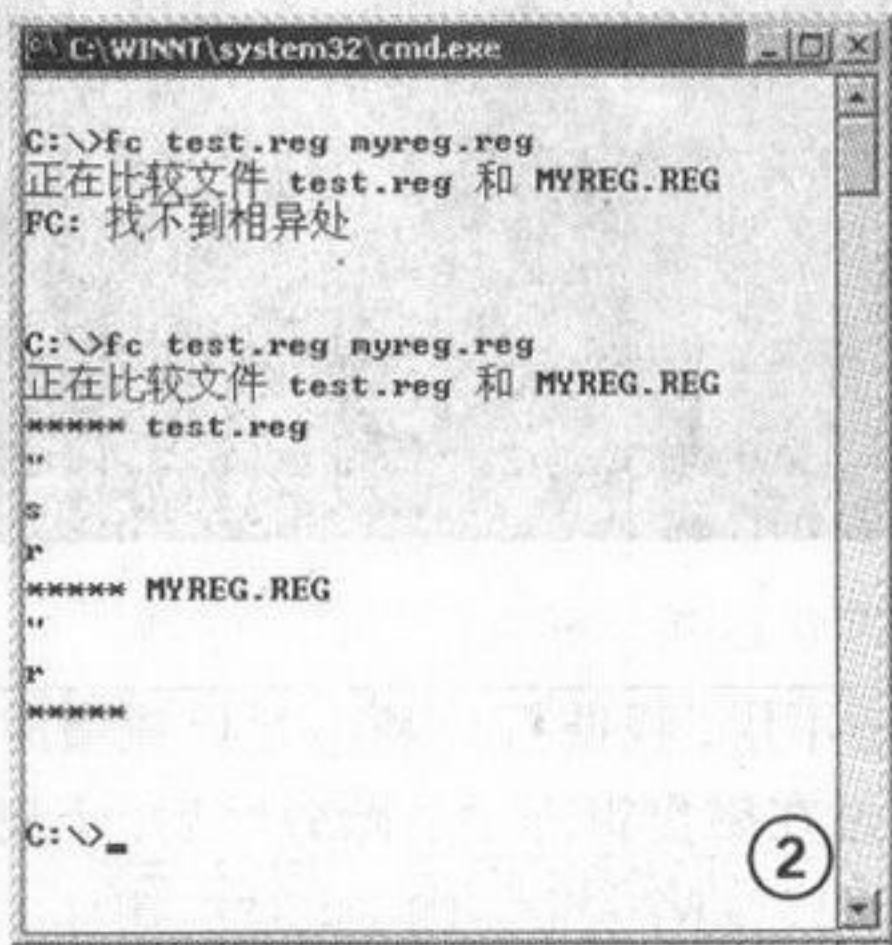 C:\WINNT\system32\cmd.exe
C:\>fc test.reg myreg.reg
正在比较文件 test.reg 和 MYREG.REG
FC: 找不到相异处
C:\>fc test.reg myreg.reg
正在比较文件 test.reg 和 MYREG.REG
***** test.reg
"
s
r
***** MYREG.REG
"
r
*****
C:\>_
②